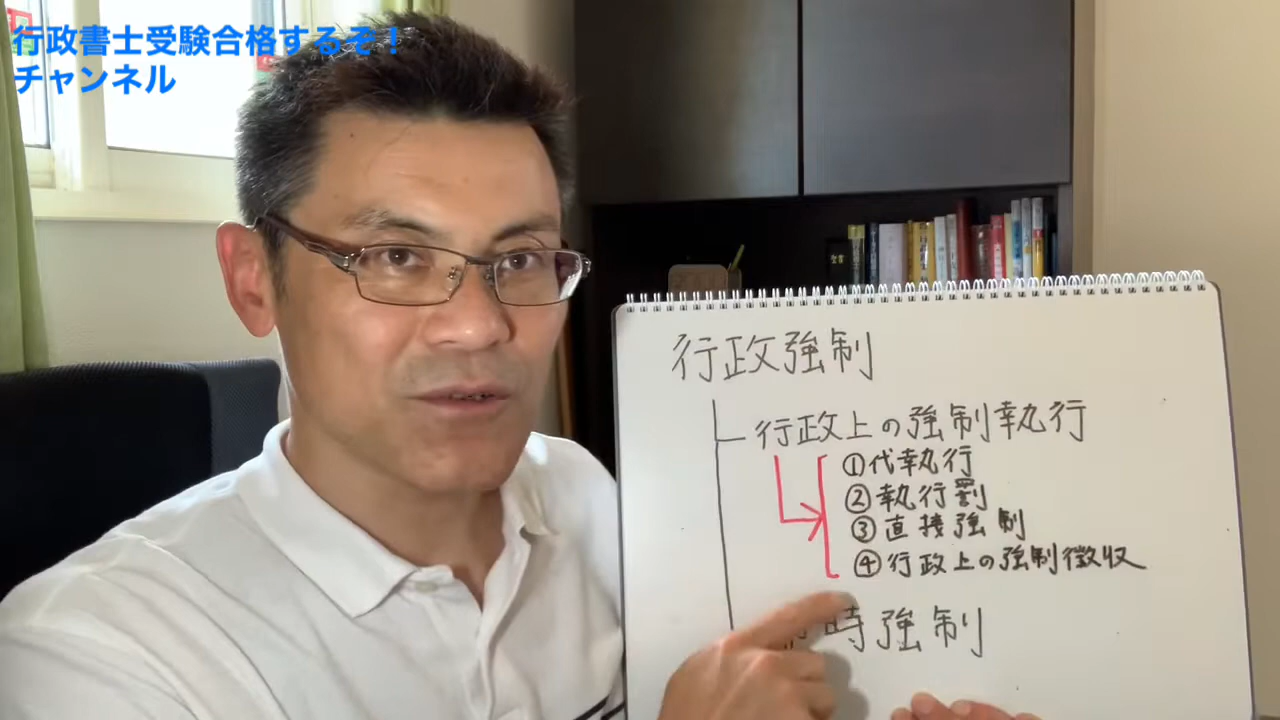 行政書士受験合格するぞ！
チャンネル
行政強制
行政上の強制執行
①代執行
②執行罰
③直接強制
④行政上の強制徴収
時強制